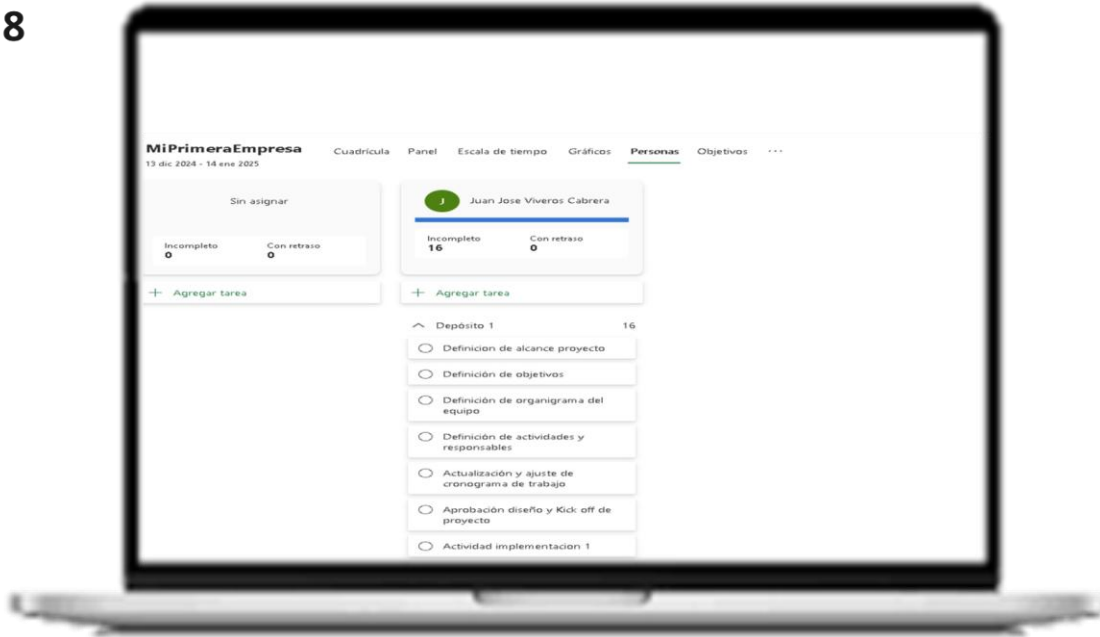 8
MiPrimeraEmpresa
13 dic 2024 - 14 ene 2025
Cuadrícula Panel Escala de tiempo Gráficos Personas Objetivos ...
Sin asignar
Incompleto Con retraso
0 0
+ Agregar tarea
J Juan Jose Viveros Cabrera
Incompleto Con retraso
16 0
+ Agregar tarea
Depósito 1 16
Definicion de alcance proyecto
Definición de objetivos
Definición de organigrama del
equipo
Definición de actividades y
responsables
Actualización y ajuste de
cronograma de trabajo
Aprobación diseño y Kick off de
proyecto
Actividad implementacion 1